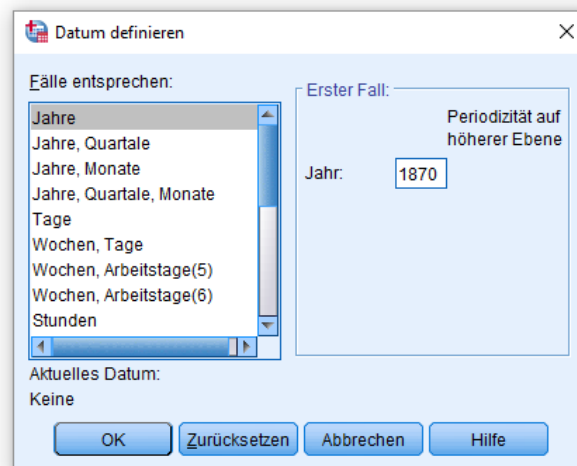 Datum definieren
Fälle entsprechen:
Jahre
Jahre, Quartale
Jahre, Monate
Jahre, Quartale, Monate
Tage
Wochen, Tage
Wochen, Arbeitstage(5)
Wochen, Arbeitstage(6)
Stunden
Erster Fall:
Periodizität auf
höherer Ebene
Jahr: 1870
Aktuelles Datum:
Keine
OK Zurücksetzen Abbrechen Hilfe